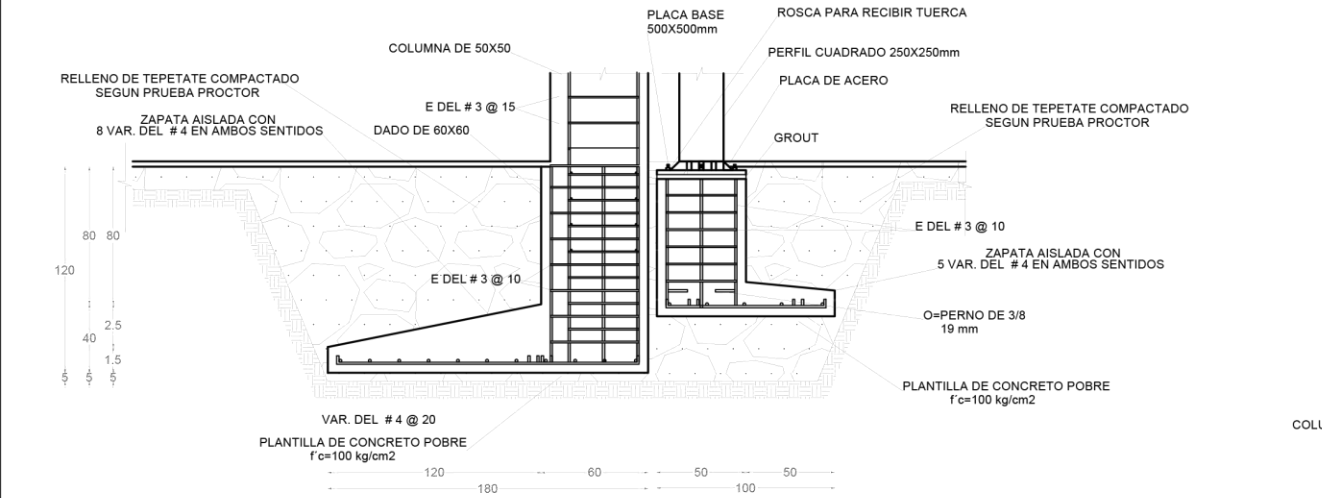 PLACA BASE
500X500mm
ROSCA PARA RECIBIR TUERCA
COLUMNA DE 50X50
PERFIL CUADRADO 250X250mm
RELLENO DE TEPETATE COMPACTADO
SEGUN PRUEBA PROCTOR
PLACA DE ACERO
E DEL # 3 @ 15
RELLENO DE TEPETATE COMPACTADO
SEGUN PRUEBA PROCTOR
ZAPATA AISLADA CON
8 VAR. DEL # 4 EN AMBOS SENTIDOS
DADO DE 60X60
GROUT
E DEL # 3 @ 10
80
80
ZAPATA AISLADA CON
5 VAR. DEL # 4 EN AMBOS SENTIDOS
120
E DEL # 3 @ 10
O=PERNO DE 3/8
19 mm
2.5
40
1.5
5
5
5
PLANTILLA DE CONCRETO POBRE
f´c=100 kg/cm2
VAR. DEL # 4 @ 20
COLU
PLANTILLA DE CONCRETO POBRE
f´c=100 kg/cm2
120
60
50
50
180
100